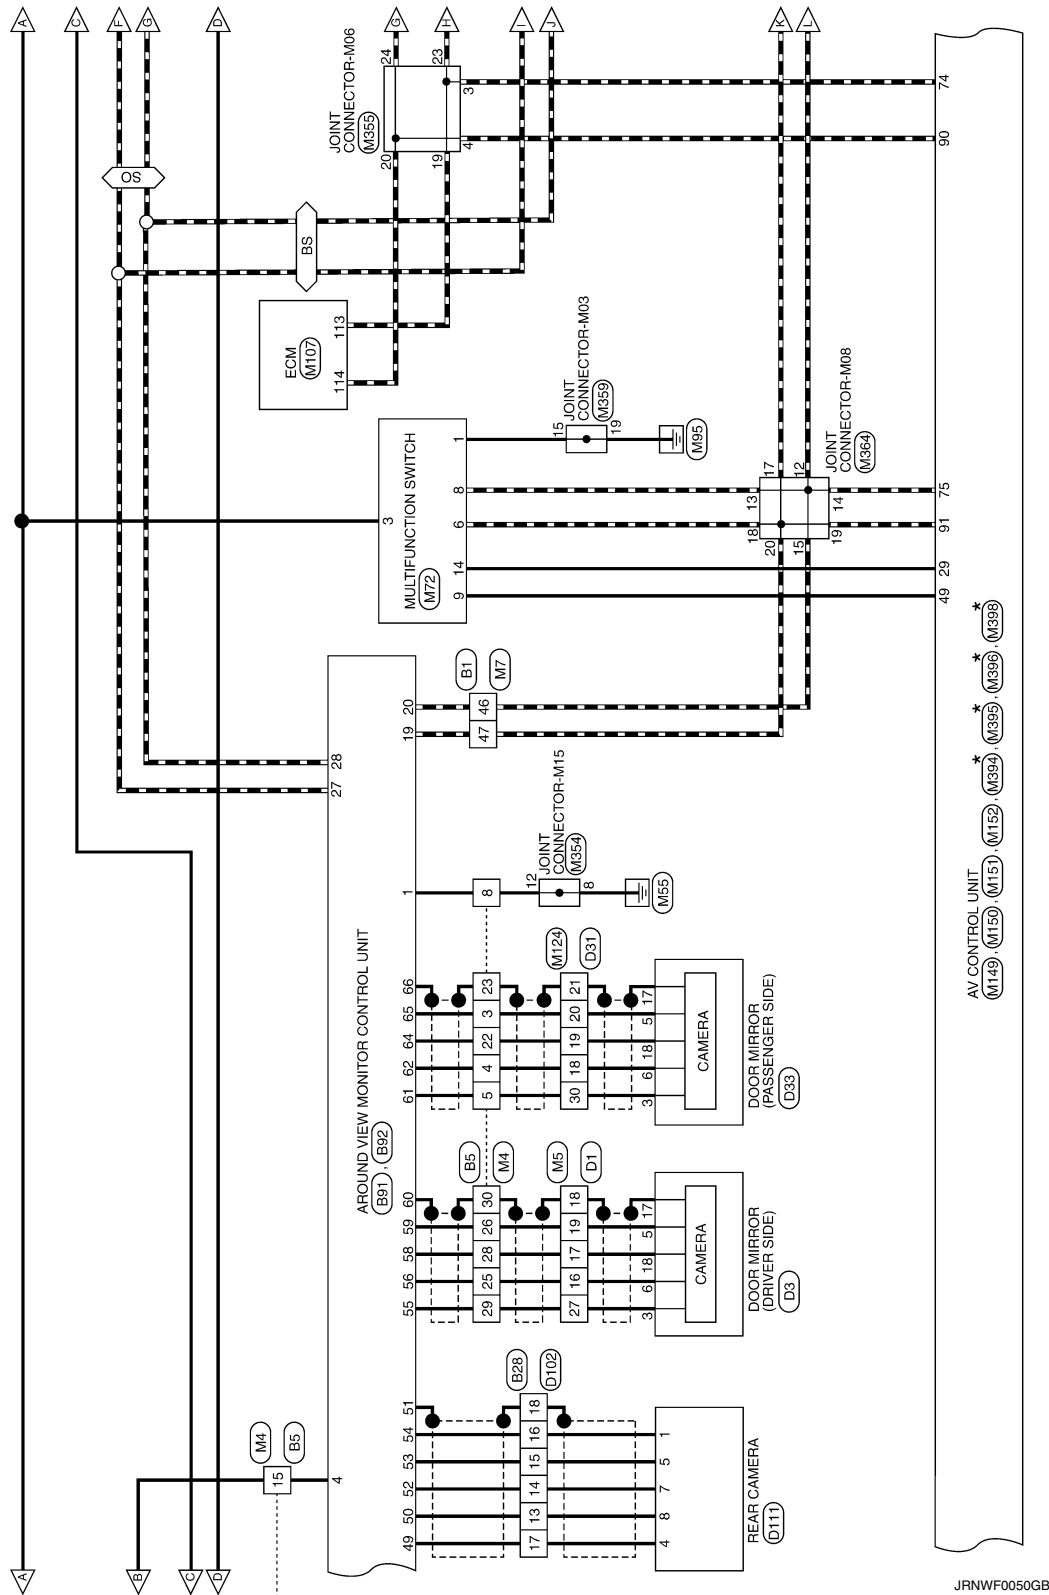 A
C
F
G
D
G
H
I
J
K
L
JOINT
CONNECTOR-M06
M355
24
23
3
4
20
19
74
90
OS
BS
ECM
M107
113
114
JOINT
CONNECTOR-M03
M359
15
19
M95
MULTIFUNCTION SWITCH
M72
3
1
8
6
14
9
JOINT
CONNECTOR-M08
M364
17
12
13
14
18
19
20
15
75
91
29
49
B1
M7
20
19
46
47
28
27
JOINT
CONNECTOR-M15
M354
1
8
12
8
M55
AROUND VIEW MONITOR CONTROL UNIT
B91 , B92
M124
D31
66
65
64
62
61
23
3
22
4
5
21
20
19
18
30
17
5
18
6
3
CAMERA
DOOR MIRROR
(PASSENGER SIDE)
D33
B5
M4
M5
D1
60
59
58
56
55
30
26
28
25
29
18
19
17
16
27
17
5
18
6
3
CAMERA
DOOR MIRROR
(DRIVER SIDE)
D3
M4
B5
15
4
B28
D102
51
54
53
52
50
49
18
16
15
14
13
17
1
5
7
8
4
REAR CAMERA
D111
AV CONTROL UNIT
M149 , M150 , M151 , M152 , M394* , M395* , M396* , M398*
A
B
C
D
JRNWF0050GB